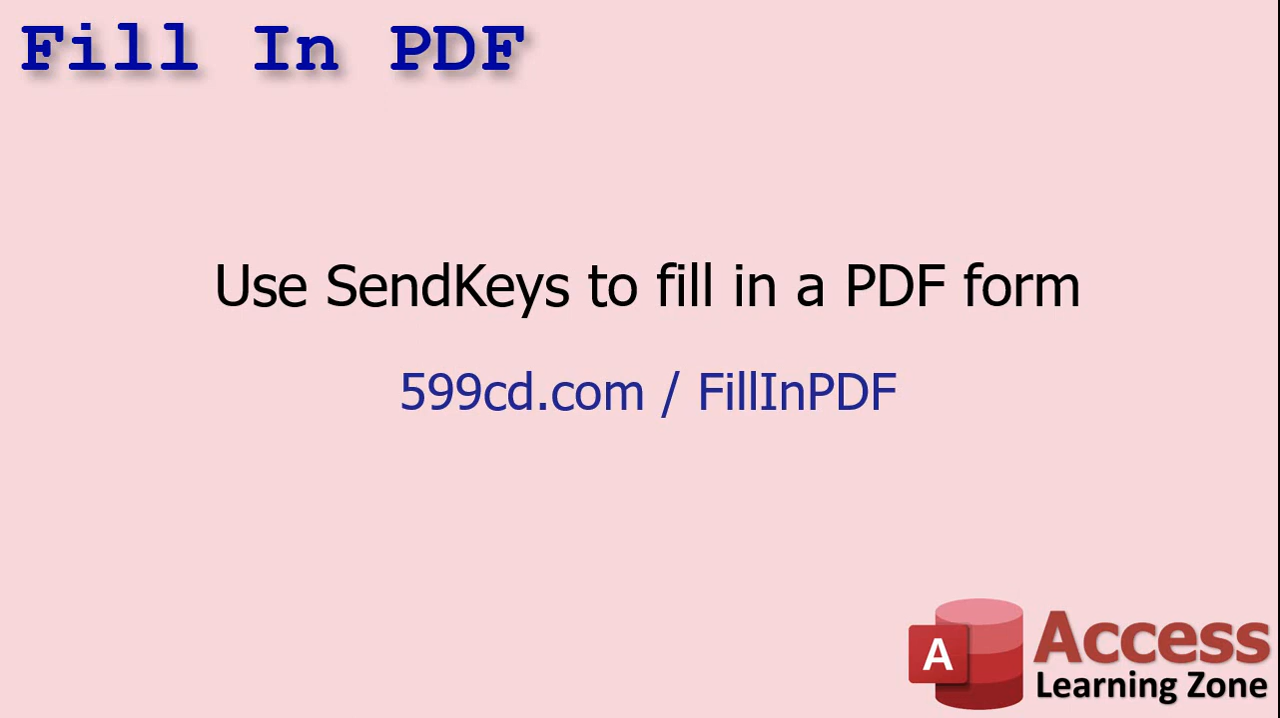 Fill In PDF
Use SendKeys to fill in a PDF form
599cd.com / FillInPDF
A
Access
Learning Zone